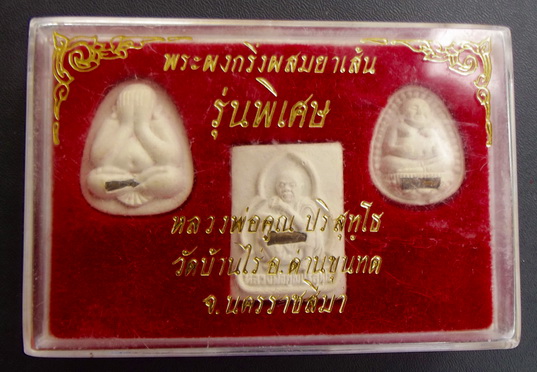 พระผงกริ่งผสมยาเส้น
รุ่นพิเศษ
หลวงพ่อคูณ ปริสุทฺโธ
วัดบ้านไร่ อ.ด่านขุนทด
จ.นครราชสีมา